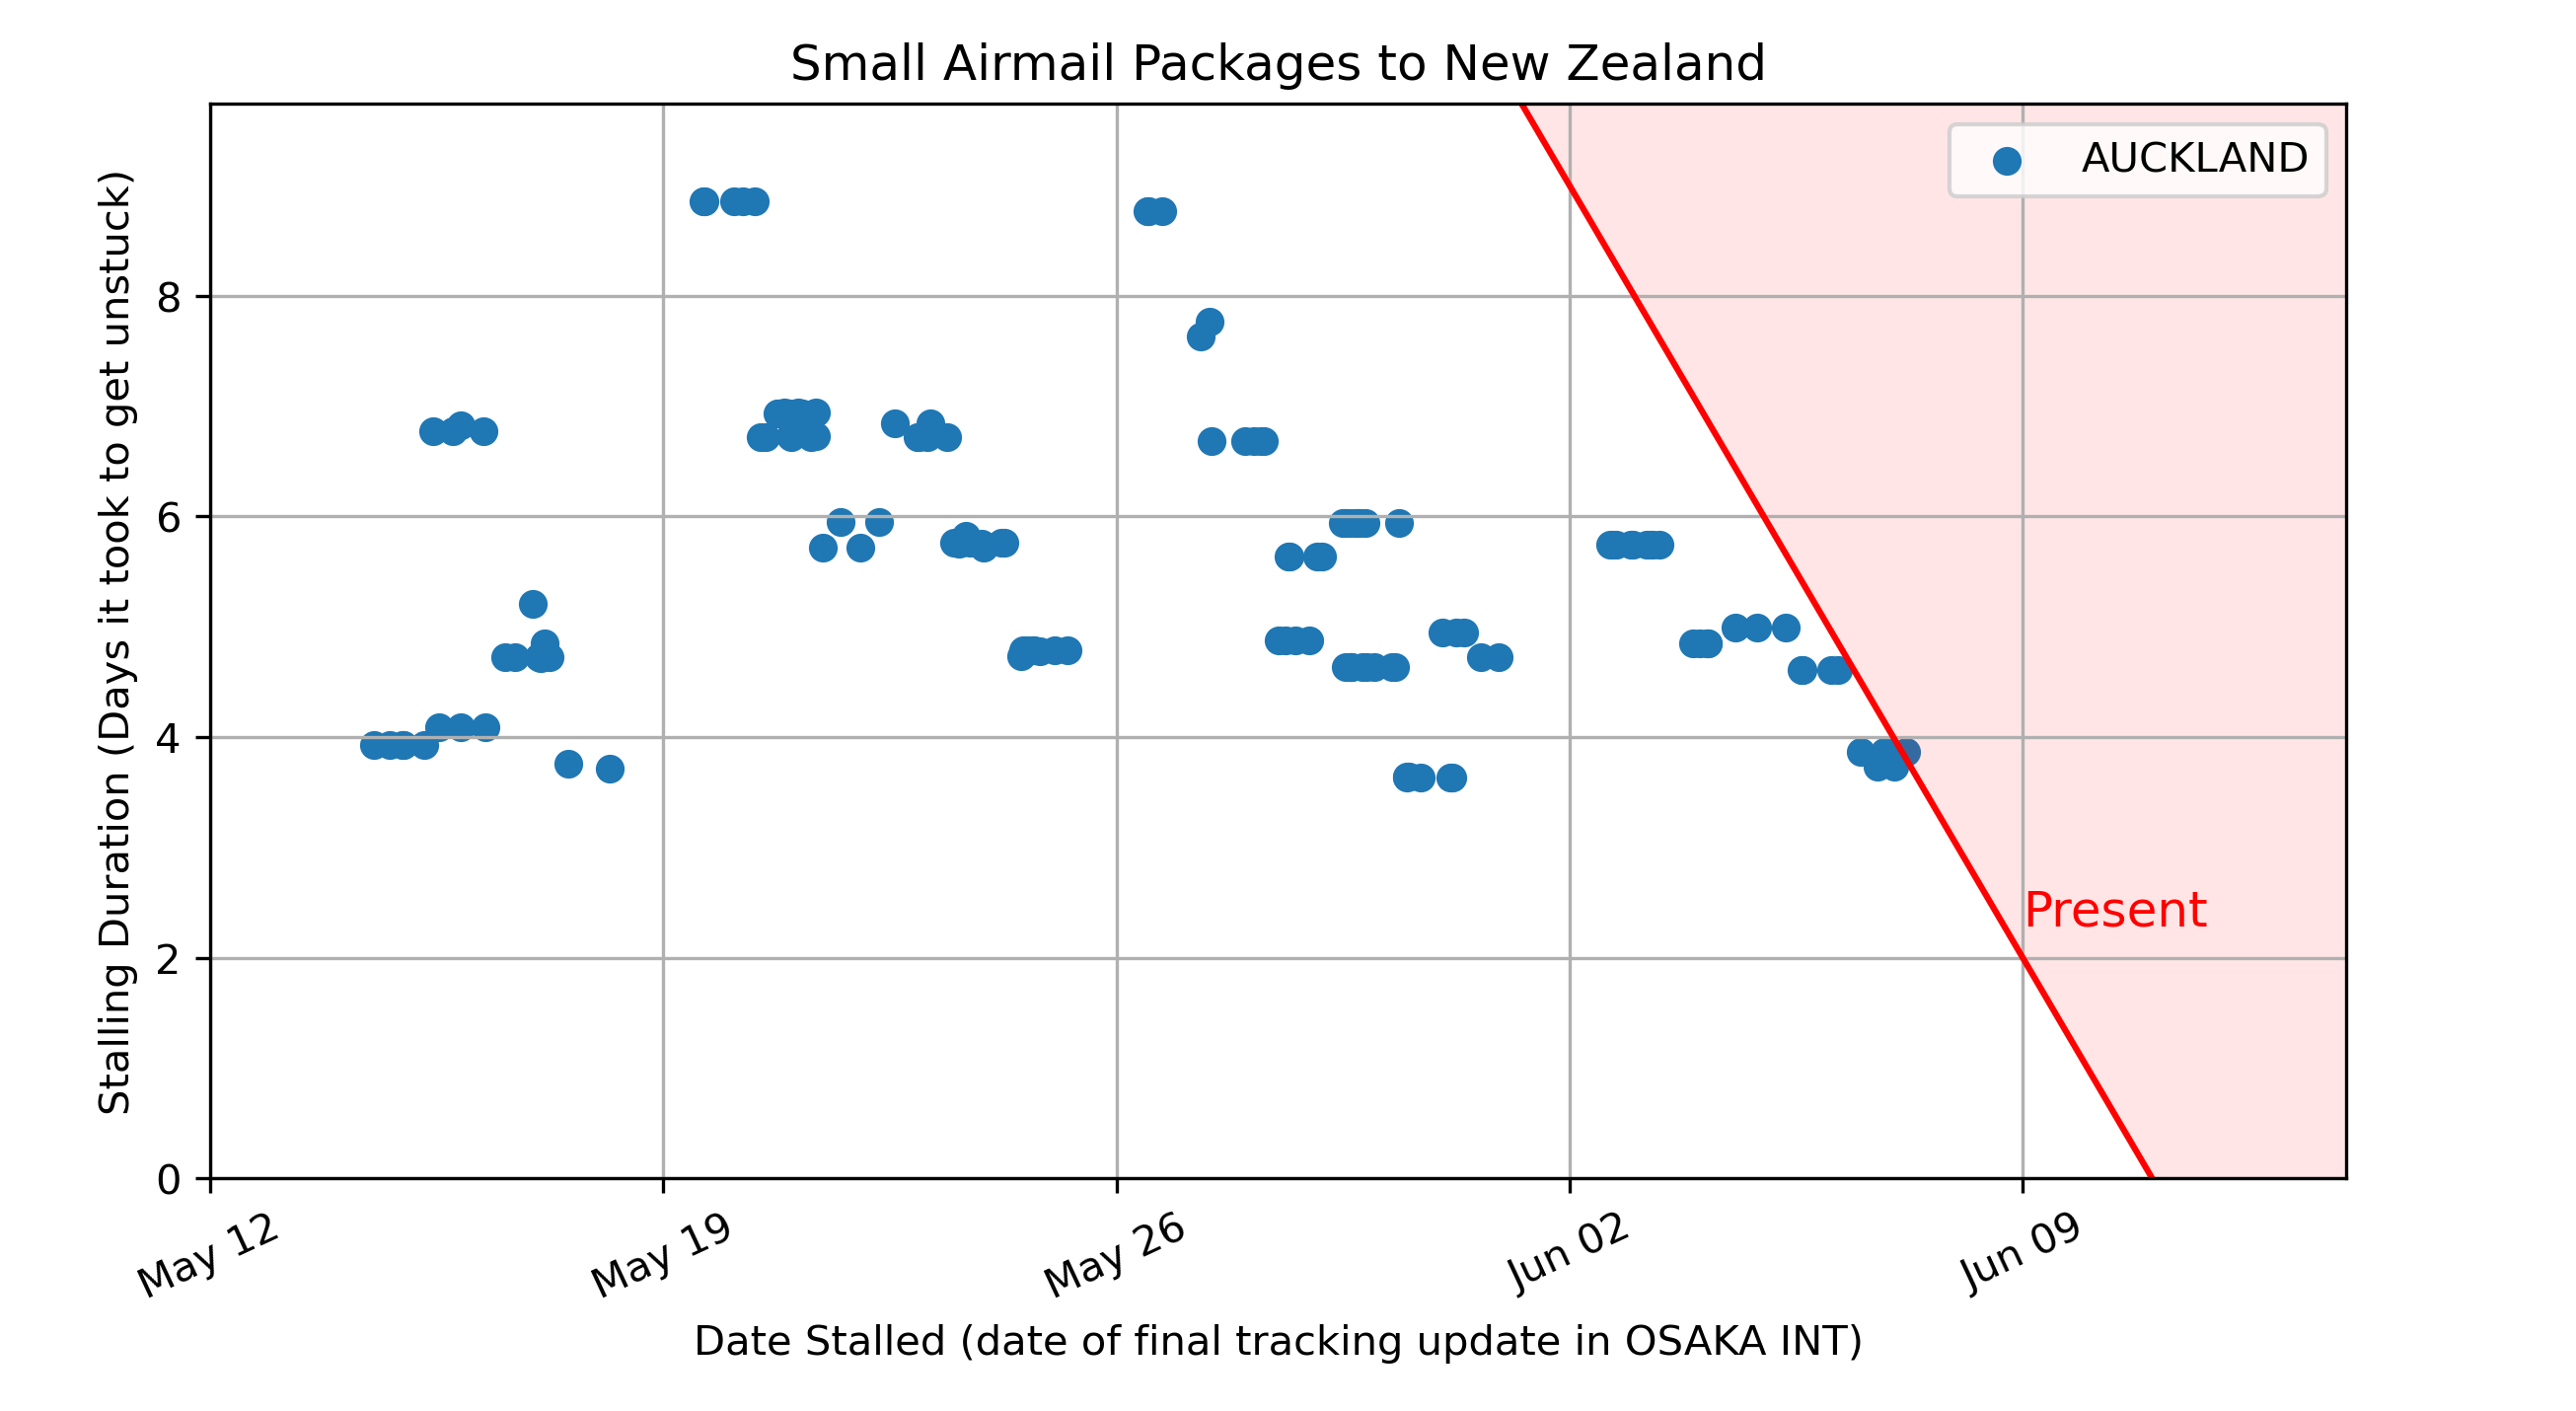 Small Airmail Packages to New Zealand
AUCKLAND
Stalling Duration (Days it took to get unstuck)
8
6
4
2
0
Present
May 12
May 19
May 26
Jun 02
Jun 09
Date Stalled (date of final tracking update in OSAKA INT)